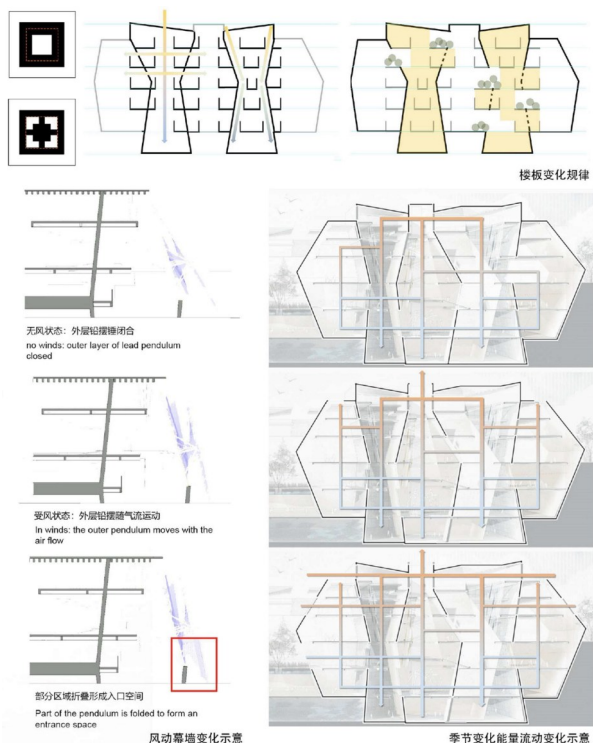 楼板变化规律
无风状态：外层铅摆锤闭合
no winds: outer layer of lead pendulum
closed
受风状态：外层铅摆随气流运动
In winds: the outer pendulum moves with the
air flow
部分区域折叠形成入口空间
Part of the pendulum is folded to form an
entrance space
风动幕墙变化示意
季节变化能量流动变化示意